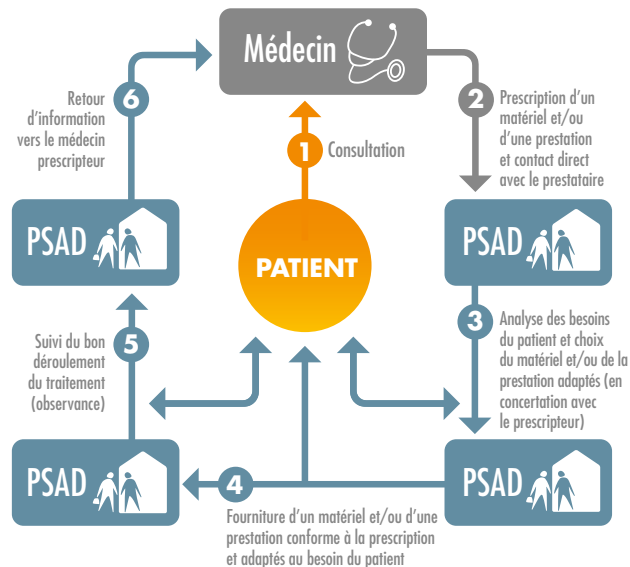 Médecin
1
Consultation
2
Prescription d'un
matériel et/ou
d'une prestation
et contact direct
avec le prestataire
PSAD
3
Analyse des besoins
du patient et choix
du matériel et/ou de la
prestation adaptés (en
concertation avec
le prescripteur)
PSAD
4
Fourniture d'un matériel et/ou d'une
prestation conforme à la prescription
et adaptés au besoin du patient
PSAD
5
Suivi du bon
déroulement
du traitement
(observance)
PSAD
6
Retour
d'information
vers le médecin
prescripteur
PATIENT